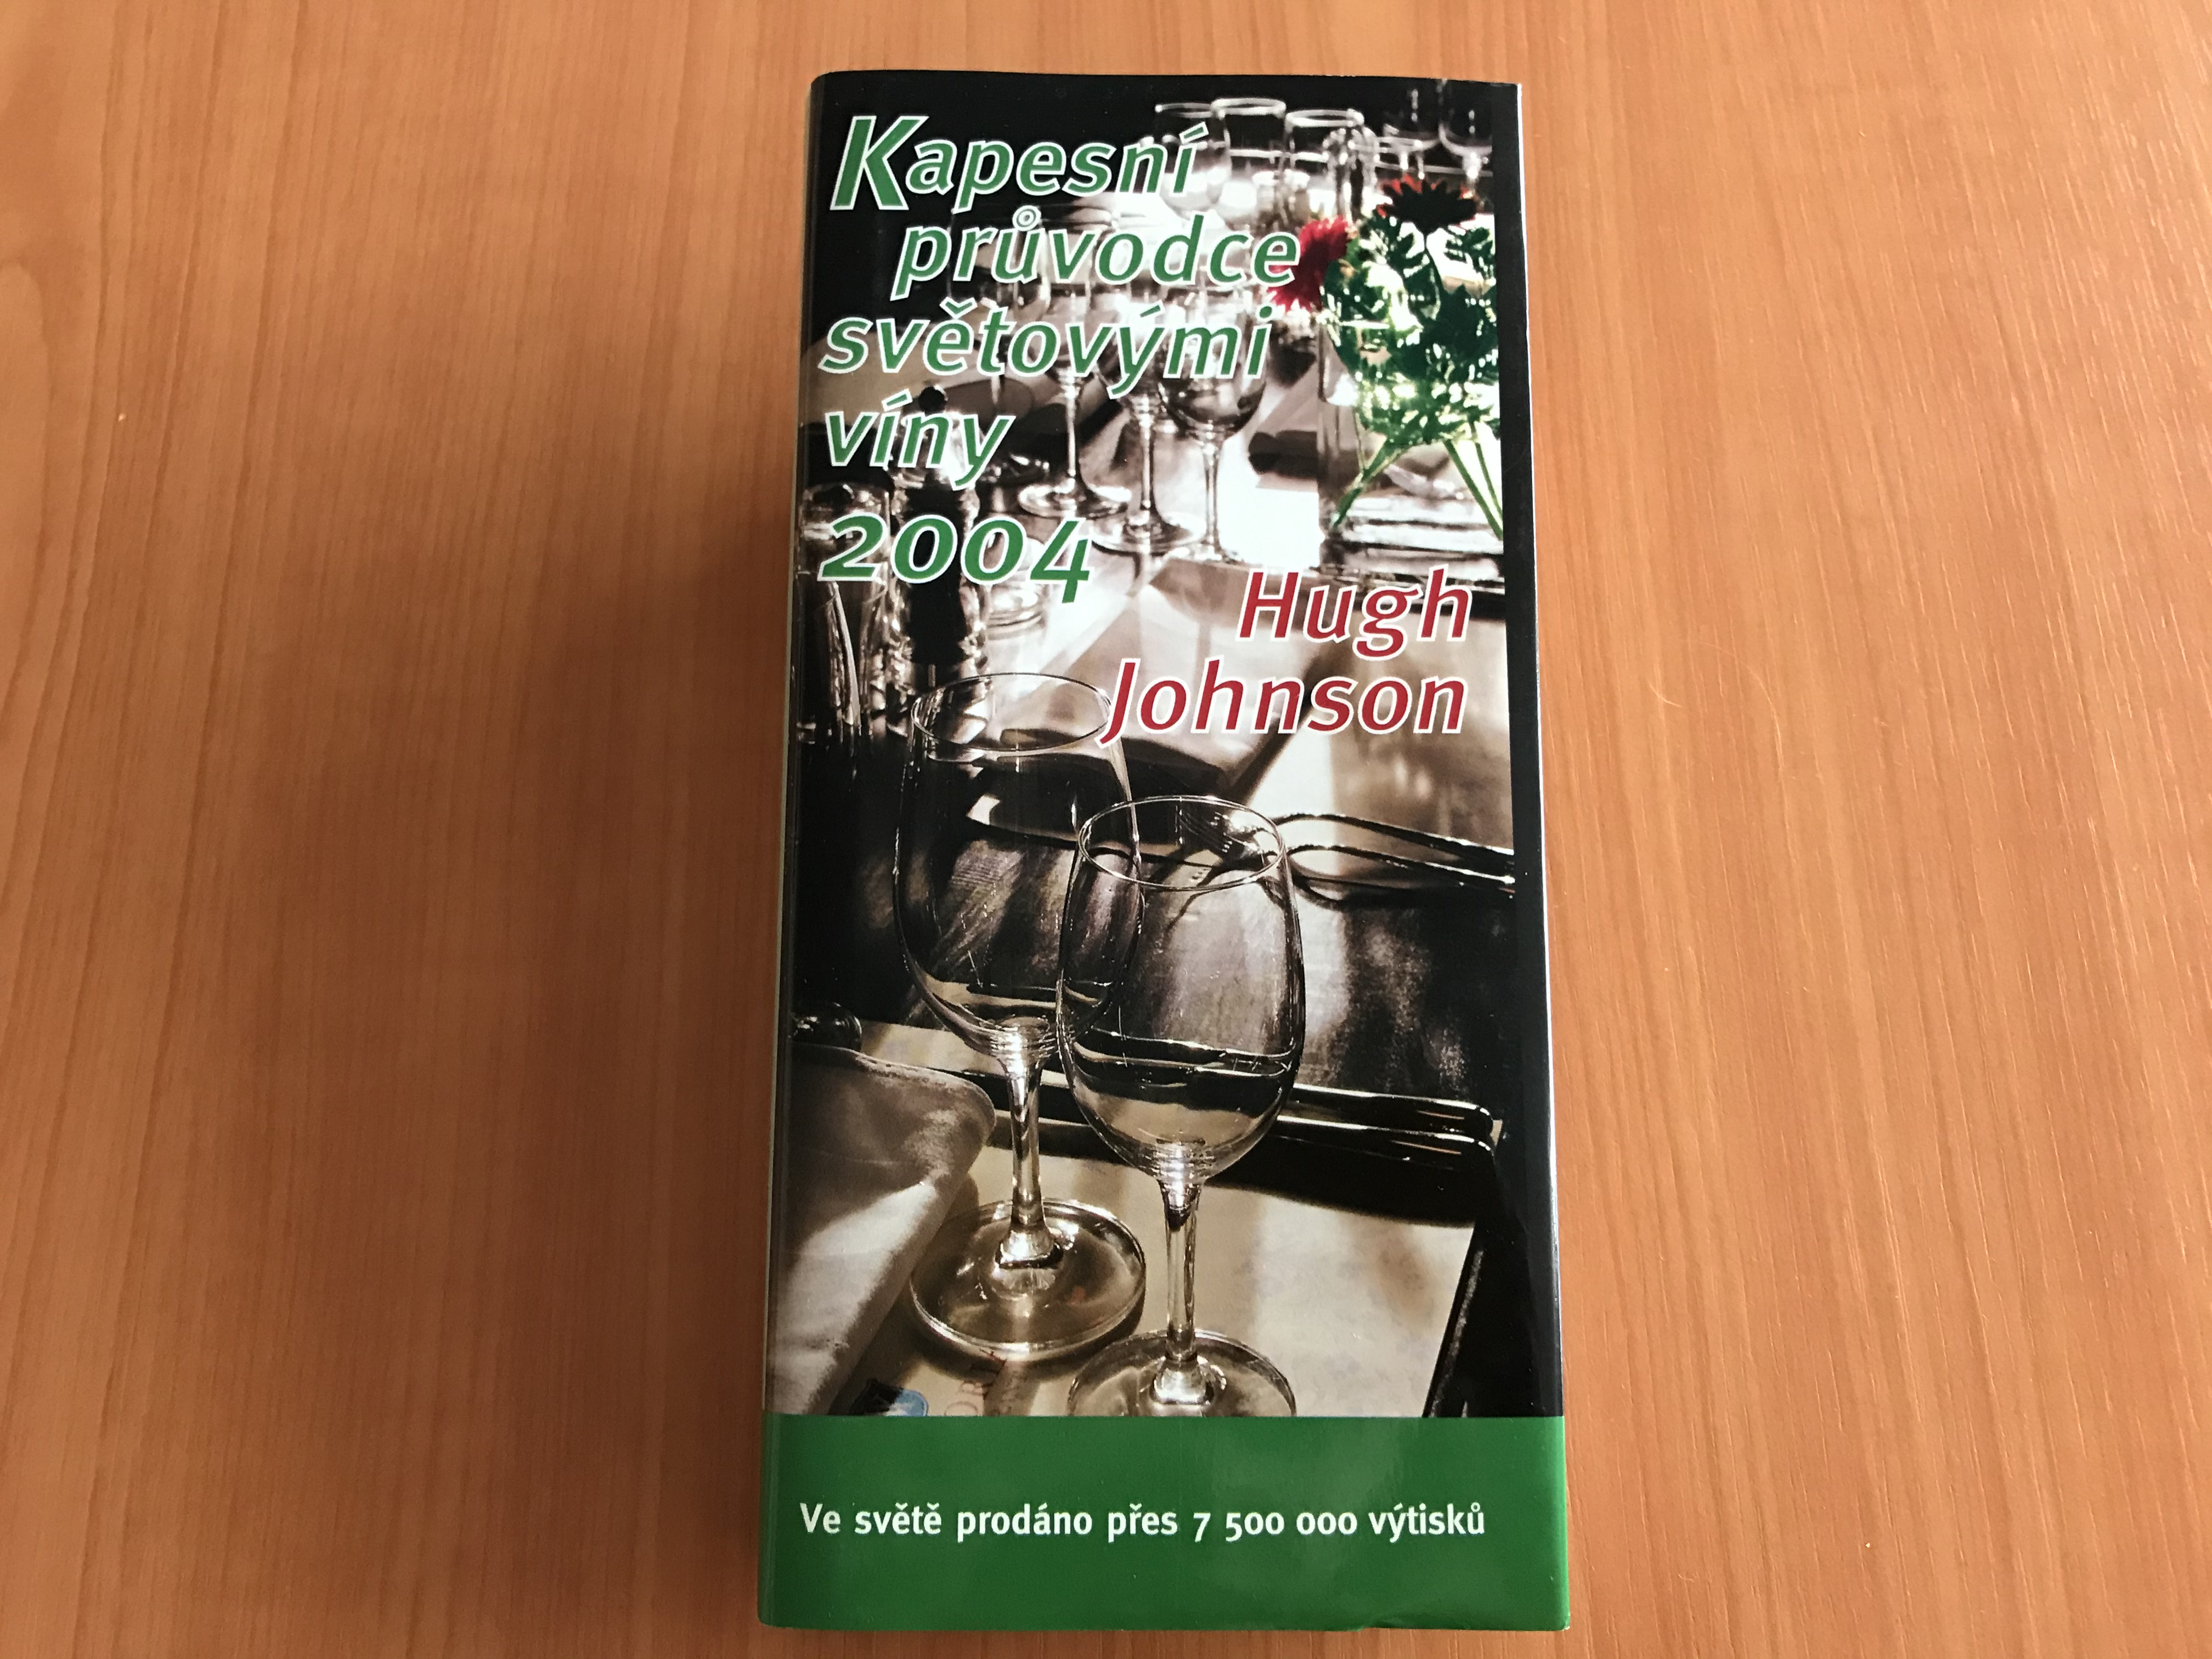 Kapesní
průvodce
světovými
víny
2004
Hugh
Johnson
Ve světě prodáno přes 7 500 000 výtisků